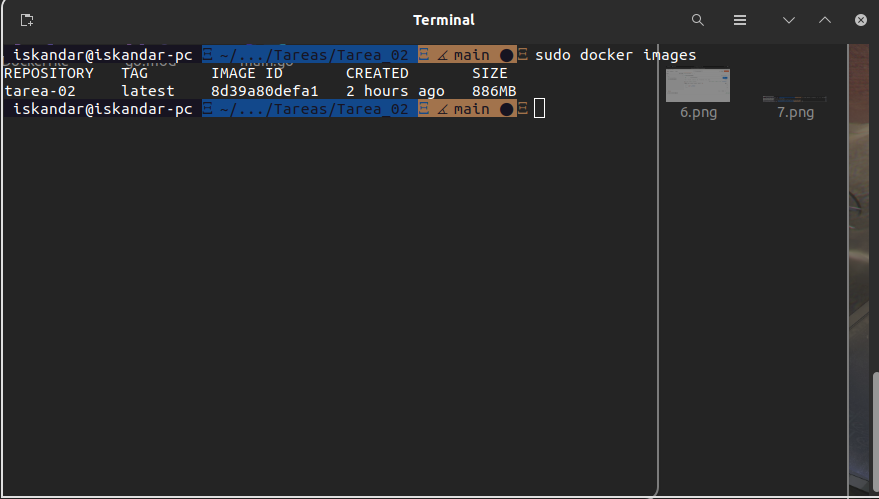 Terminal
iskandar@iskandar-pc ~/.../Tareas/Tarea_02 main sudo docker images
REPOSITORY TAG IMAGE ID CREATED SIZE
tarea-02 latest 8d39a80defa1 2 hours ago 886MB
iskandar@iskandar-pc ~/.../Tareas/Tarea_02 main
6.png 7.png